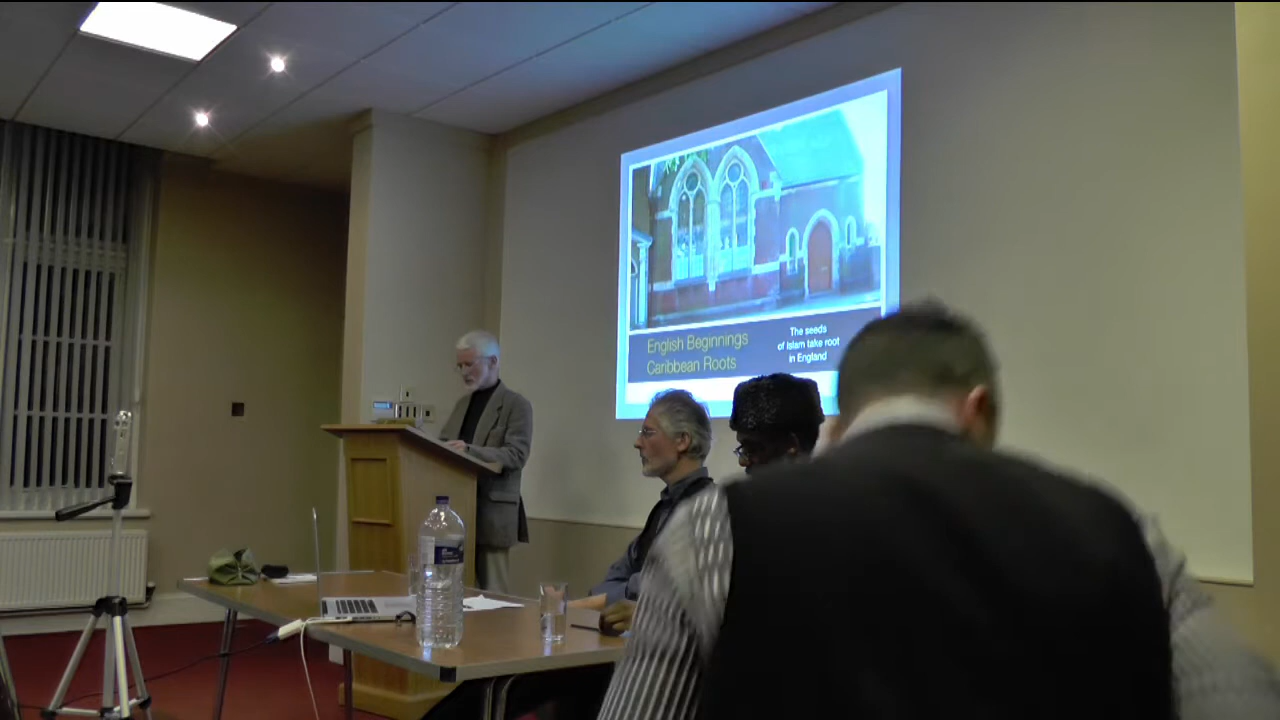 English Beginnings
Caribbean Roots
The seeds
of Islam take root
in England